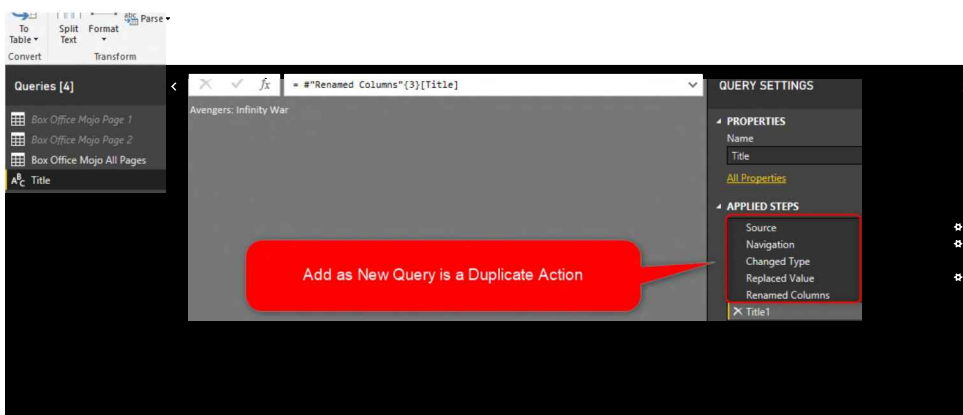 abc Parse
To Split Format
Table Text
Convert Transform
Queries [4]
fx = #"Renamed Columns"{3}[Title]
QUERY SETTINGS
Box Office Mojo Page 1
Box Office Mojo Page 2
Box Office Mojo All Pages
ABC Title
Avengers: Infinity War
PROPERTIES
Name
Title
All Properties
APPLIED STEPS
Source
Navigation
Changed Type
Replaced Value
Renamed Columns
Title1
Add as New Query is a Duplicate Action